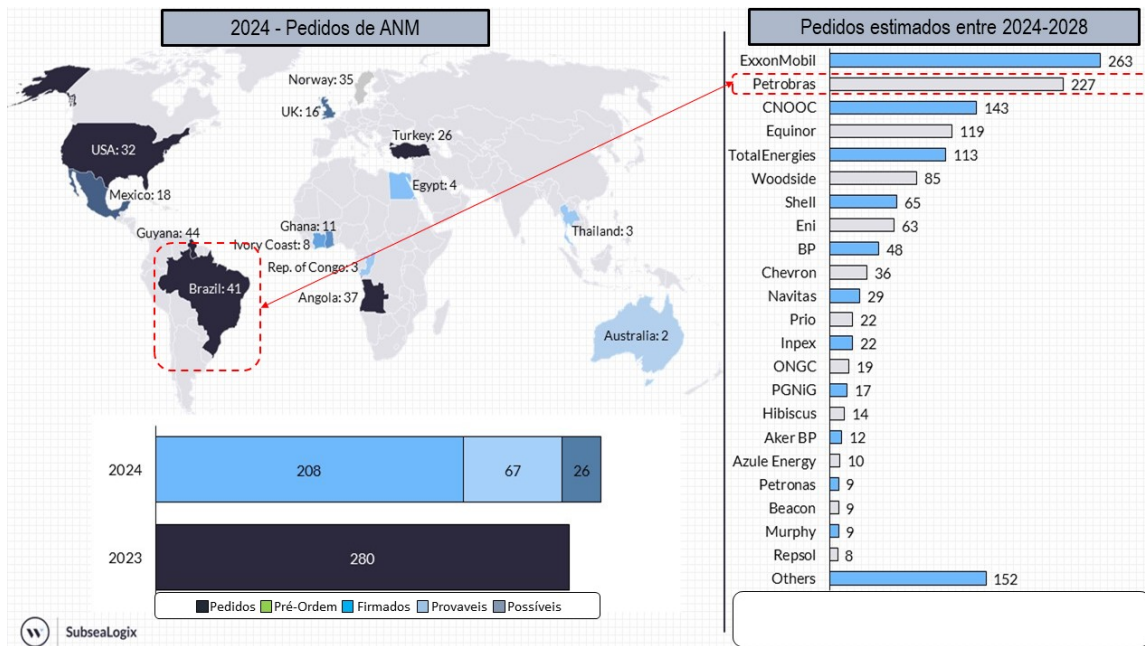 2024 - Pedidos de ANM
Norway: 35
UK: 16
Turkey: 26
USA: 32
Mexico: 18
Egypt: 4
Guyana: 44
Ghana: 11
Ivory Coast: 8
Thailand: 3
Rep. of Congo: 3
Brazil: 41
Angola: 37
Australia: 2
2024 208 67 26
2023 280
Pedidos Pré-Ordem Firmados Provaveis Possíveis
W SubseaLogix
Pedidos estimados entre 2024-2028
ExxonMobil 263
Petrobras 227
CNOOC 143
Equinor 119
TotalEnergies 113
Woodside 85
Shell 65
Eni 63
BP 48
Chevron 36
Navitas 29
Prio 22
Inpex 22
ONGC 19
PGNiG 17
Hibiscus 14
Aker BP 12
Azule Energy 10
Petronas 9
Beacon 9
Murphy 9
Repsol 8
Others 152